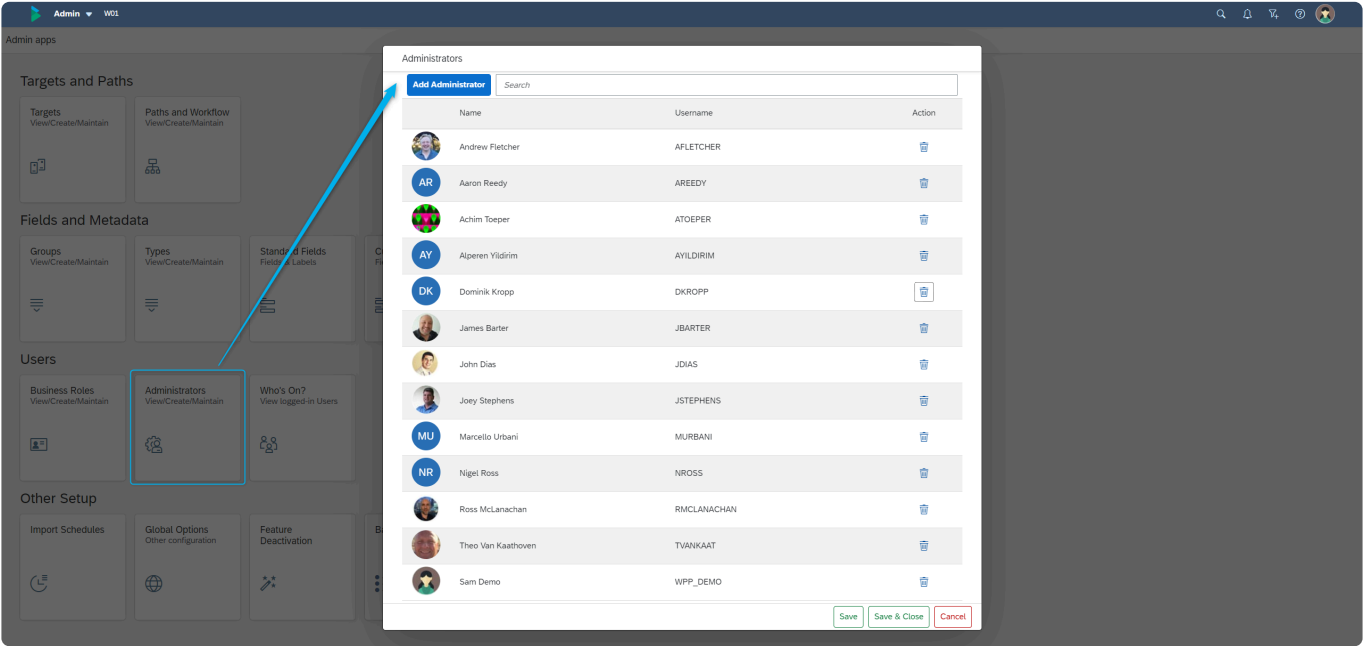 Admin W01
Admin apps
Targets and Paths
Targets
View/Create/Maintain
Paths and Workflow
View/Create/Maintain
Fields and Metadata
Groups
View/Create/Maintain
Types
View/Create/Maintain
Standard Fields
Fields & Labels
Users
Business Roles
View/Create/Maintain
Administrators
View/Create/Maintain
Who's On?
View logged-in Users
Other Setup
Import Schedules
Global Options
Other configuration
Feature
Deactivation
Administrators
Add Administrator Search
Name Username Action
Andrew Fletcher AFLETCHER
AR Aaron Reedy AREEDY
Achim Toeper ATOEPER
AY Alperen Yildirim AYILDIRIM
DK Dominik Kropp DKROPP
James Barter JBARTER
John Dias JDIAS
Joey Stephens JSTEPHENS
MU Marcello Urbani MURBANI
NR Nigel Ross NROSS
Ross McLanachan RMCLANACHAN
Theo Van Kaathoven TVANKAAT
Sam Demo WPP_DEMO
Save Save & Close Cancel